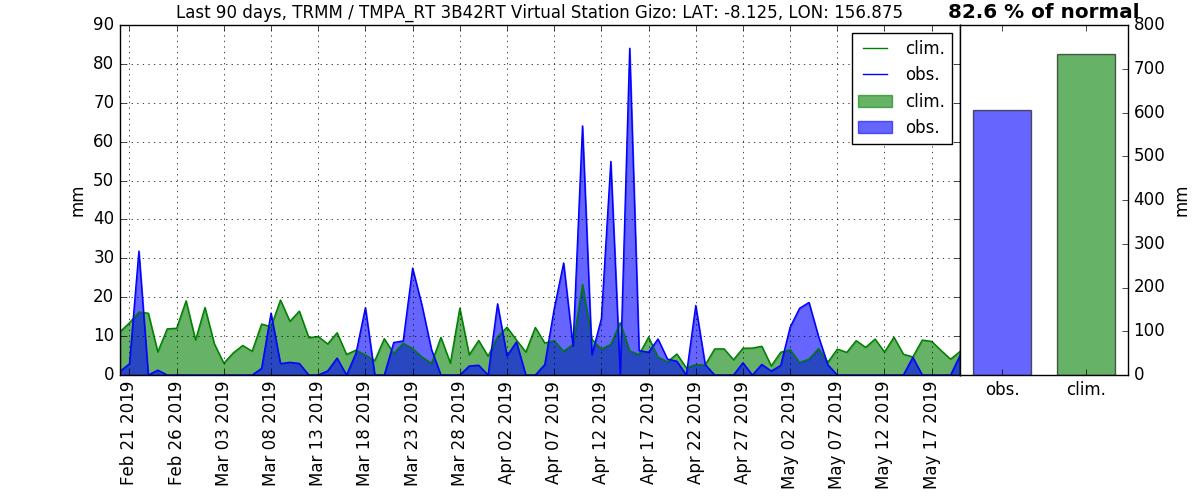 Last 90 days, TRMM / TMPA_RT 3B42RT Virtual Station Gizo: LAT: -8.125, LON: 156.875
82.6 % of normal
90
80
70
60
50
40
30
20
10
0
mm
clim.
obs.
clim.
obs.
800
700
600
500
400
300
200
100
0
mm
obs.
clim.
Feb 21 2019
Feb 26 2019
Mar 03 2019
Mar 08 2019
Mar 13 2019
Mar 18 2019
Mar 23 2019
Mar 28 2019
Apr 02 2019
Apr 07 2019
Apr 12 2019
Apr 17 2019
Apr 22 2019
Apr 27 2019
May 02 2019
May 07 2019
May 12 2019
May 17 2019